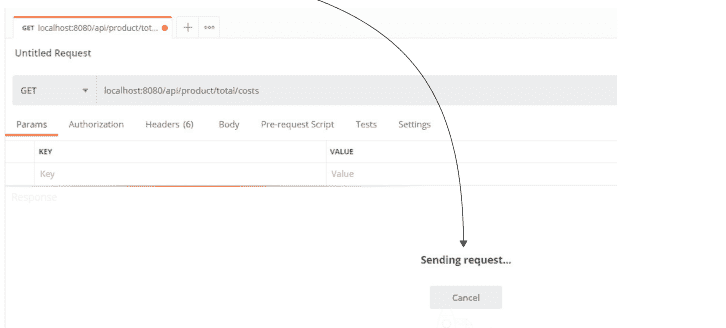 GET localhost:8080/api/product/tot... + ooo
Untitled Request
GET localhost:8080/api/product/total/costs
Params Authorization Headers (6) Body Pre-request Script Tests Settings
KEY VALUE
Key Value
Response
Sending request...
Cancel